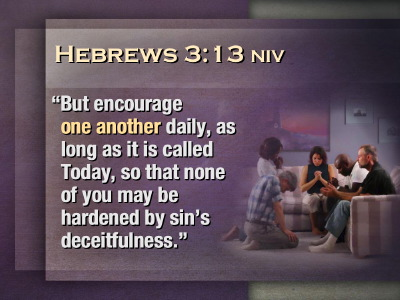 HEBREWS 3:13 NIV
“But encourage
one another daily, as
long as it is called
Today, so that none
of you may be
hardened by sin’s
deceitfulness.”